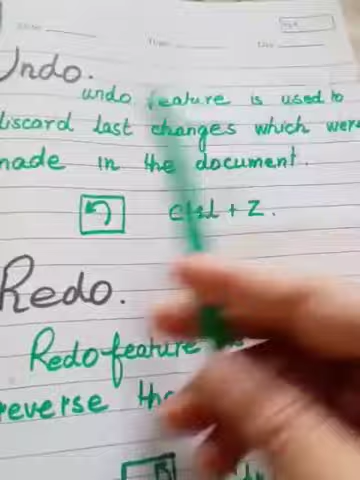 Undo.
undo feature is used to
discard last changes which were
made in the document.
Ctrl + Z.
Redo.
Redo feature
reverse the